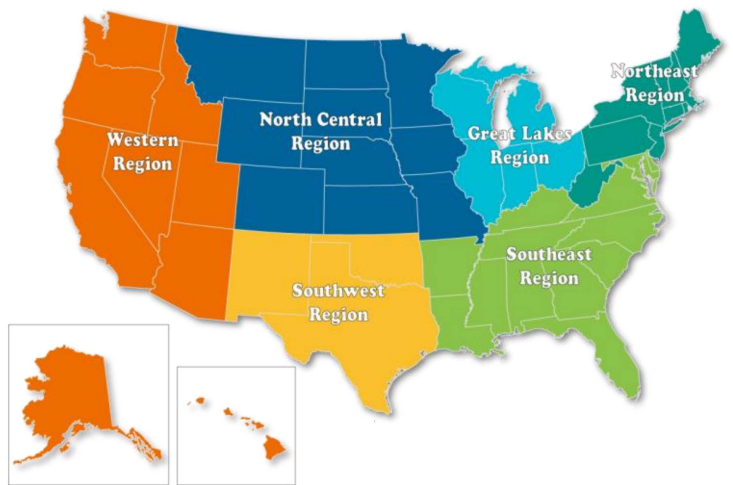 Northeast
Region
North Central
Region
Great Lakes
Region
Western
Region
Southeast
Region
Southwest
Region